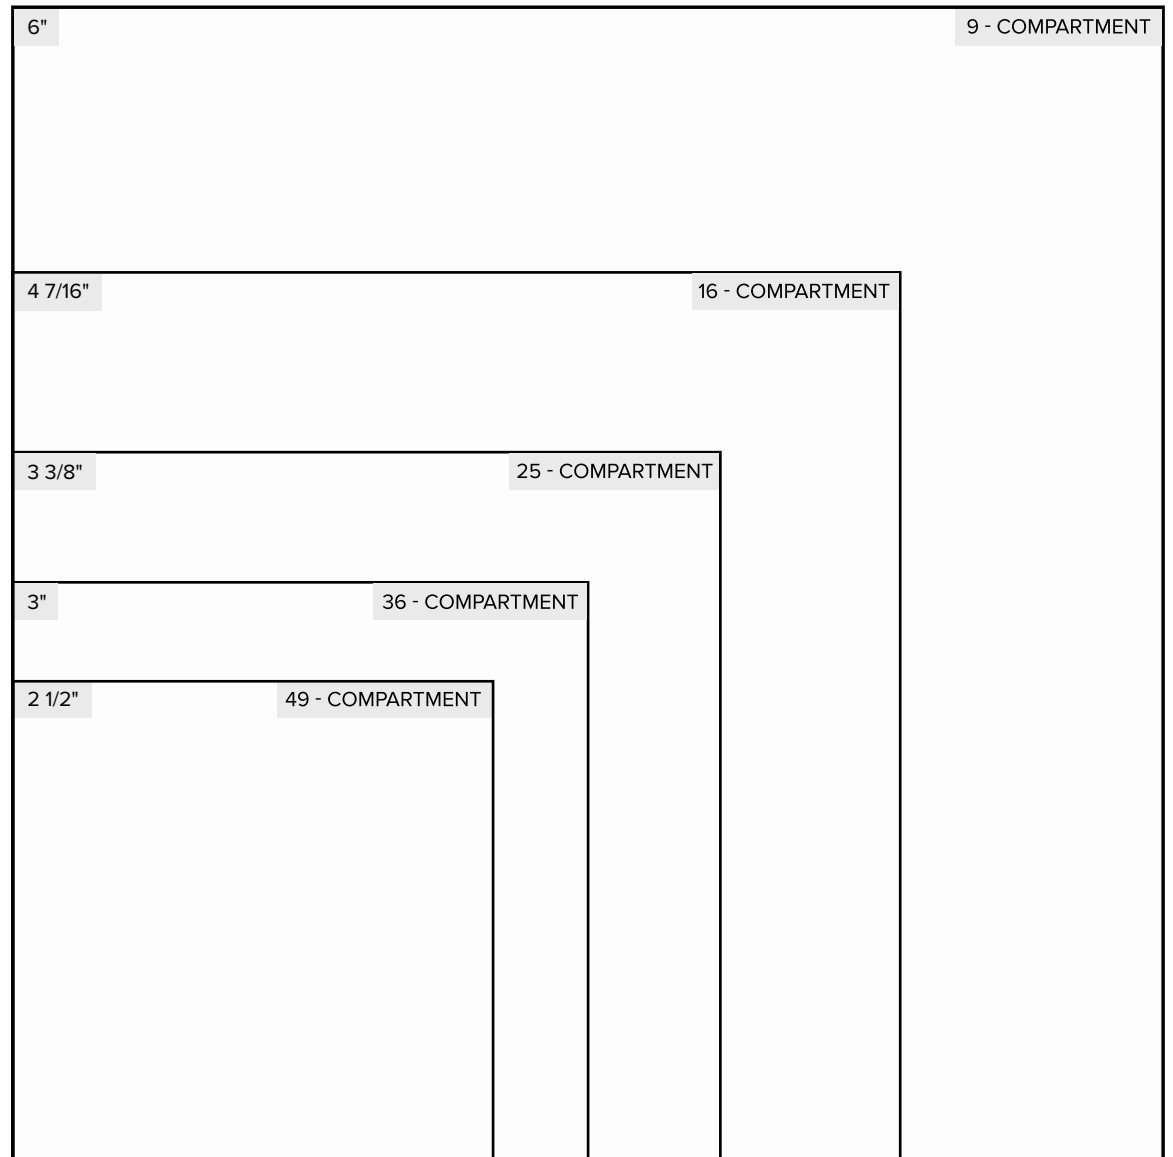 6" 9 - COMPARTMENT
4 7/16" 16 - COMPARTMENT
3 3/8" 25 - COMPARTMENT
3" 36 - COMPARTMENT
2 1/2" 49 - COMPARTMENT